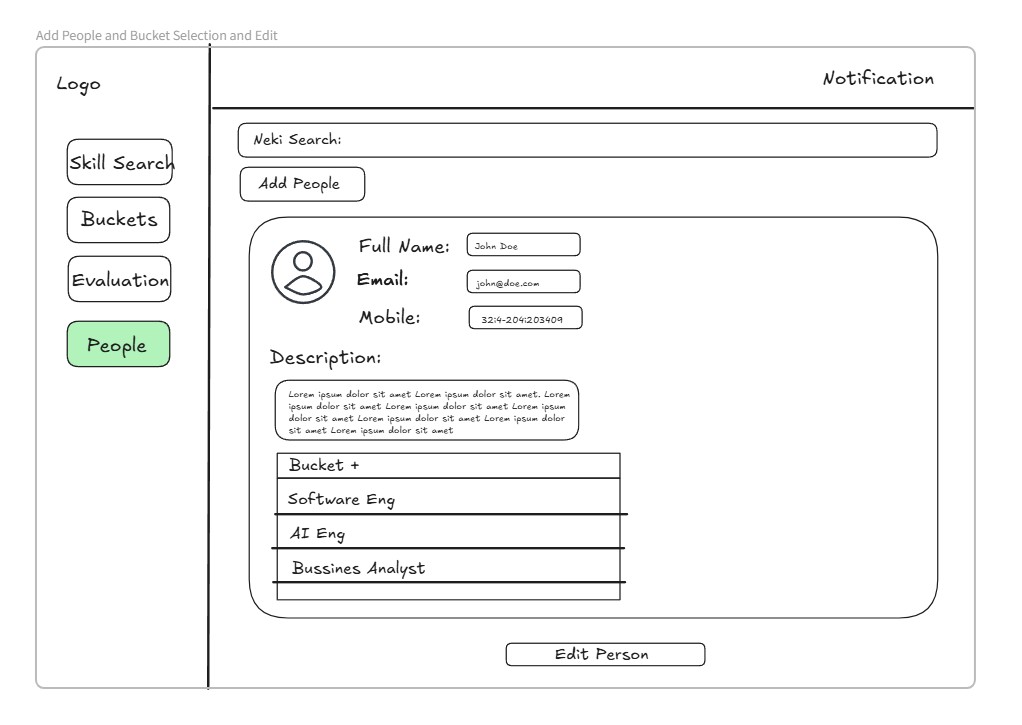 Add People and Bucket Selection and Edit
Logo
Notification
Skill Search
Buckets
Evaluation
People
Neki Search:
Add People
Full Name:
John Doe
Email:
john@doe.com
Mobile:
32:4-204:203409
Description:
Lorem ipsum dolor sit amet Lorem ipsum dolor sit amet. Lorem
ipsum dolor sit amet Lorem ipsum dolor sit amet Lorem ipsum
dolor sit amet Lorem ipsum dolor sit amet Lorem ipsum dolor
sit amet Lorem ipsum dolor sit amet
Bucket +
Software Eng
AI Eng
Bussines Analyst
Edit Person